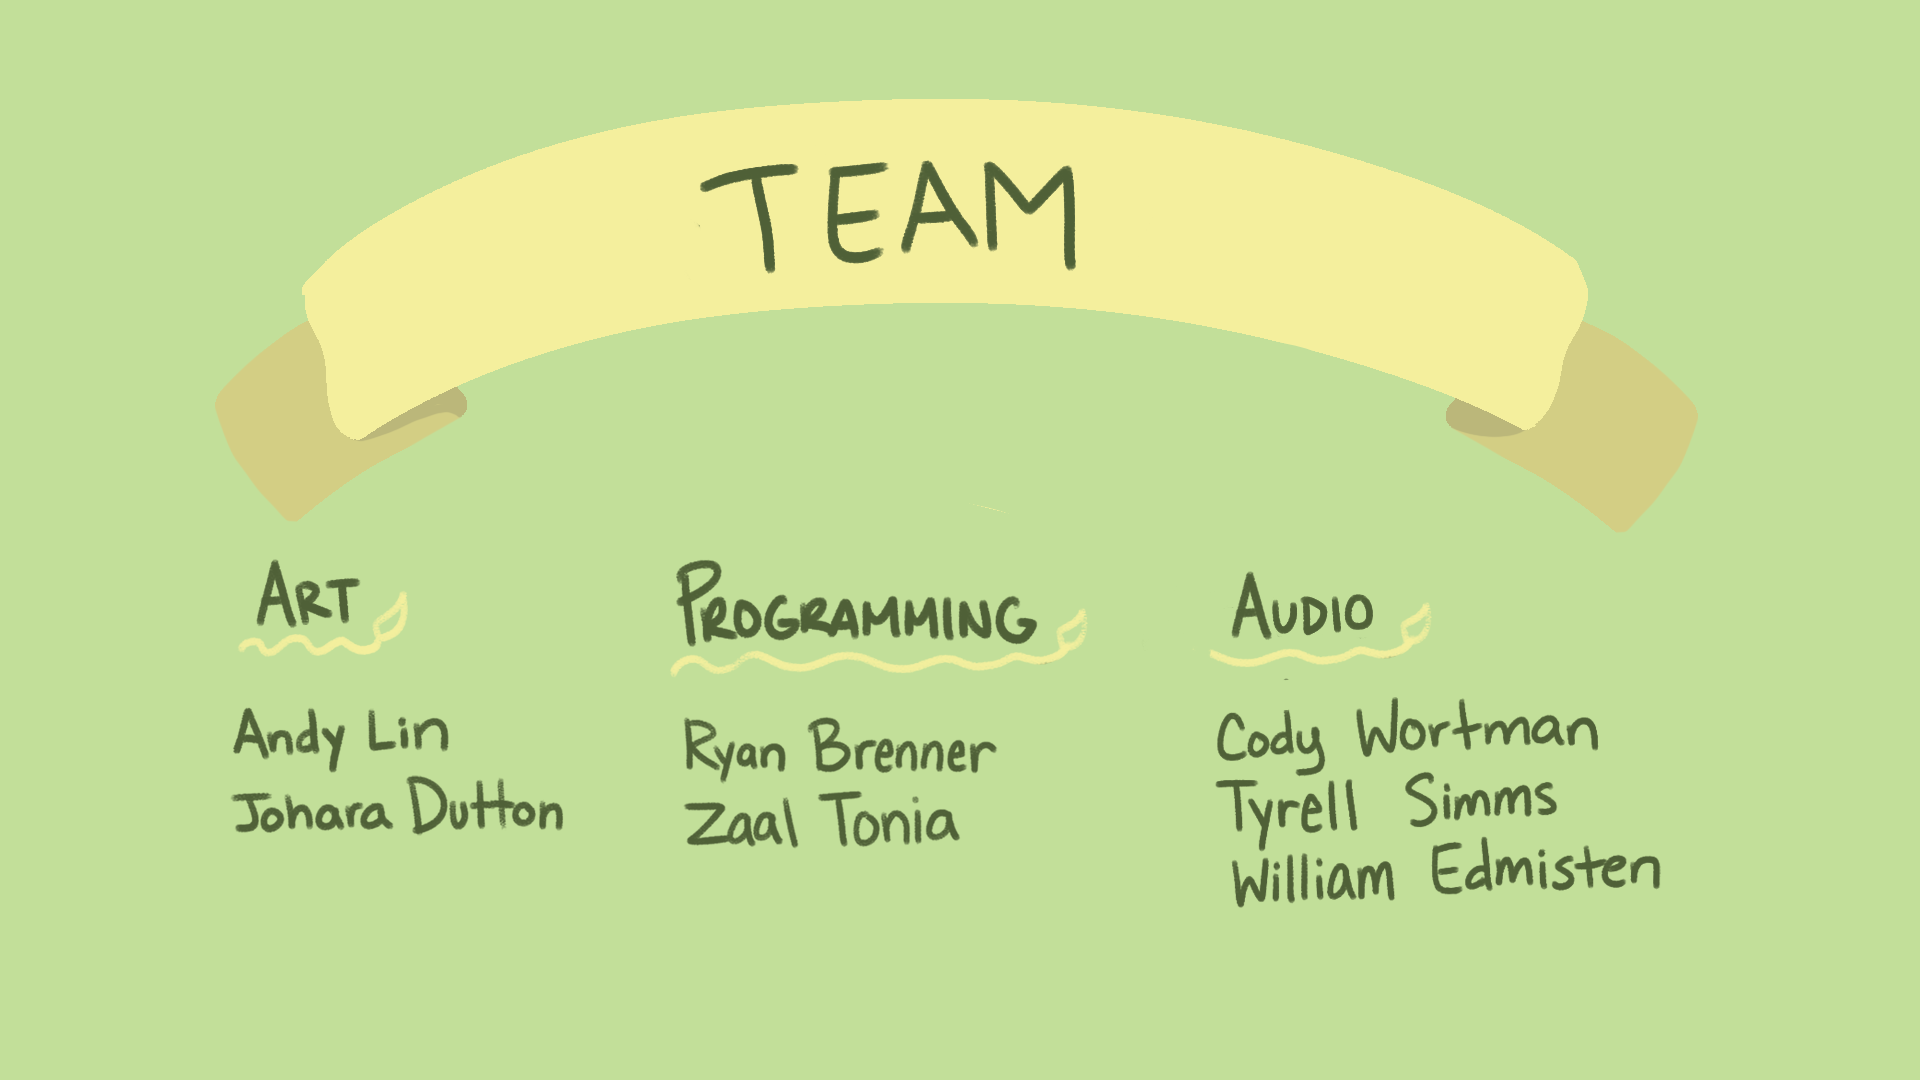 TEAM
ART
Andy Lin
Johara Dutton
PROGRAMMING
Ryan Brenner
Zaal Tonia
AUDIO
Cody Wortman
Tyrell Simms
William Edmisten